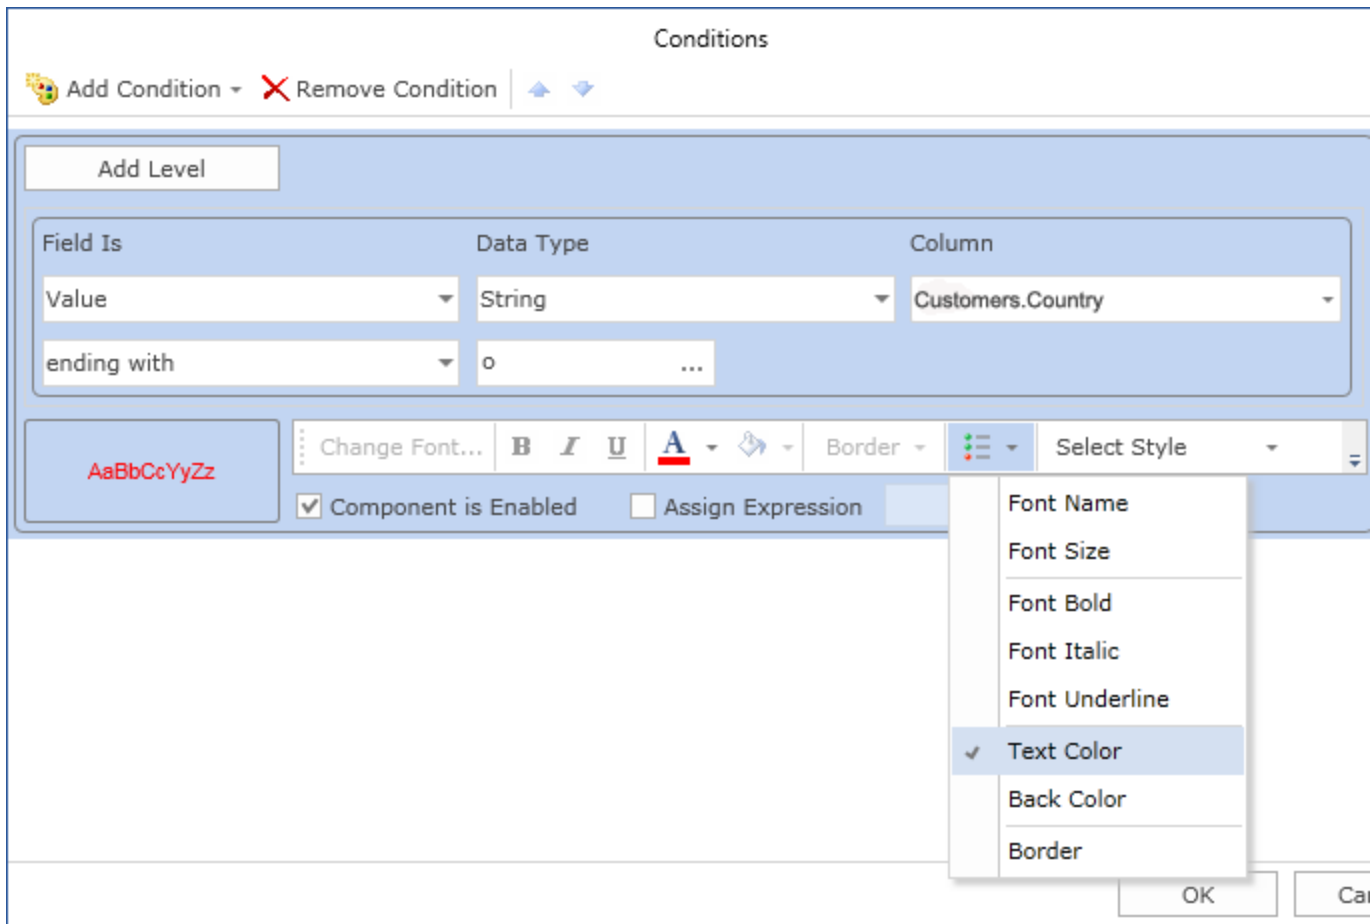 Conditions
Add Condition Remove Condition
Add Level
Field Is Data Type Column
Value String Customers.Country
ending with o ...
AaBbCcYyZz
Change Font... B I U A Border Select Style
Component is Enabled Assign Expression
Font Name
Font Size
Font Bold
Font Italic
Font Underline
Text Color
Back Color
Border
OK